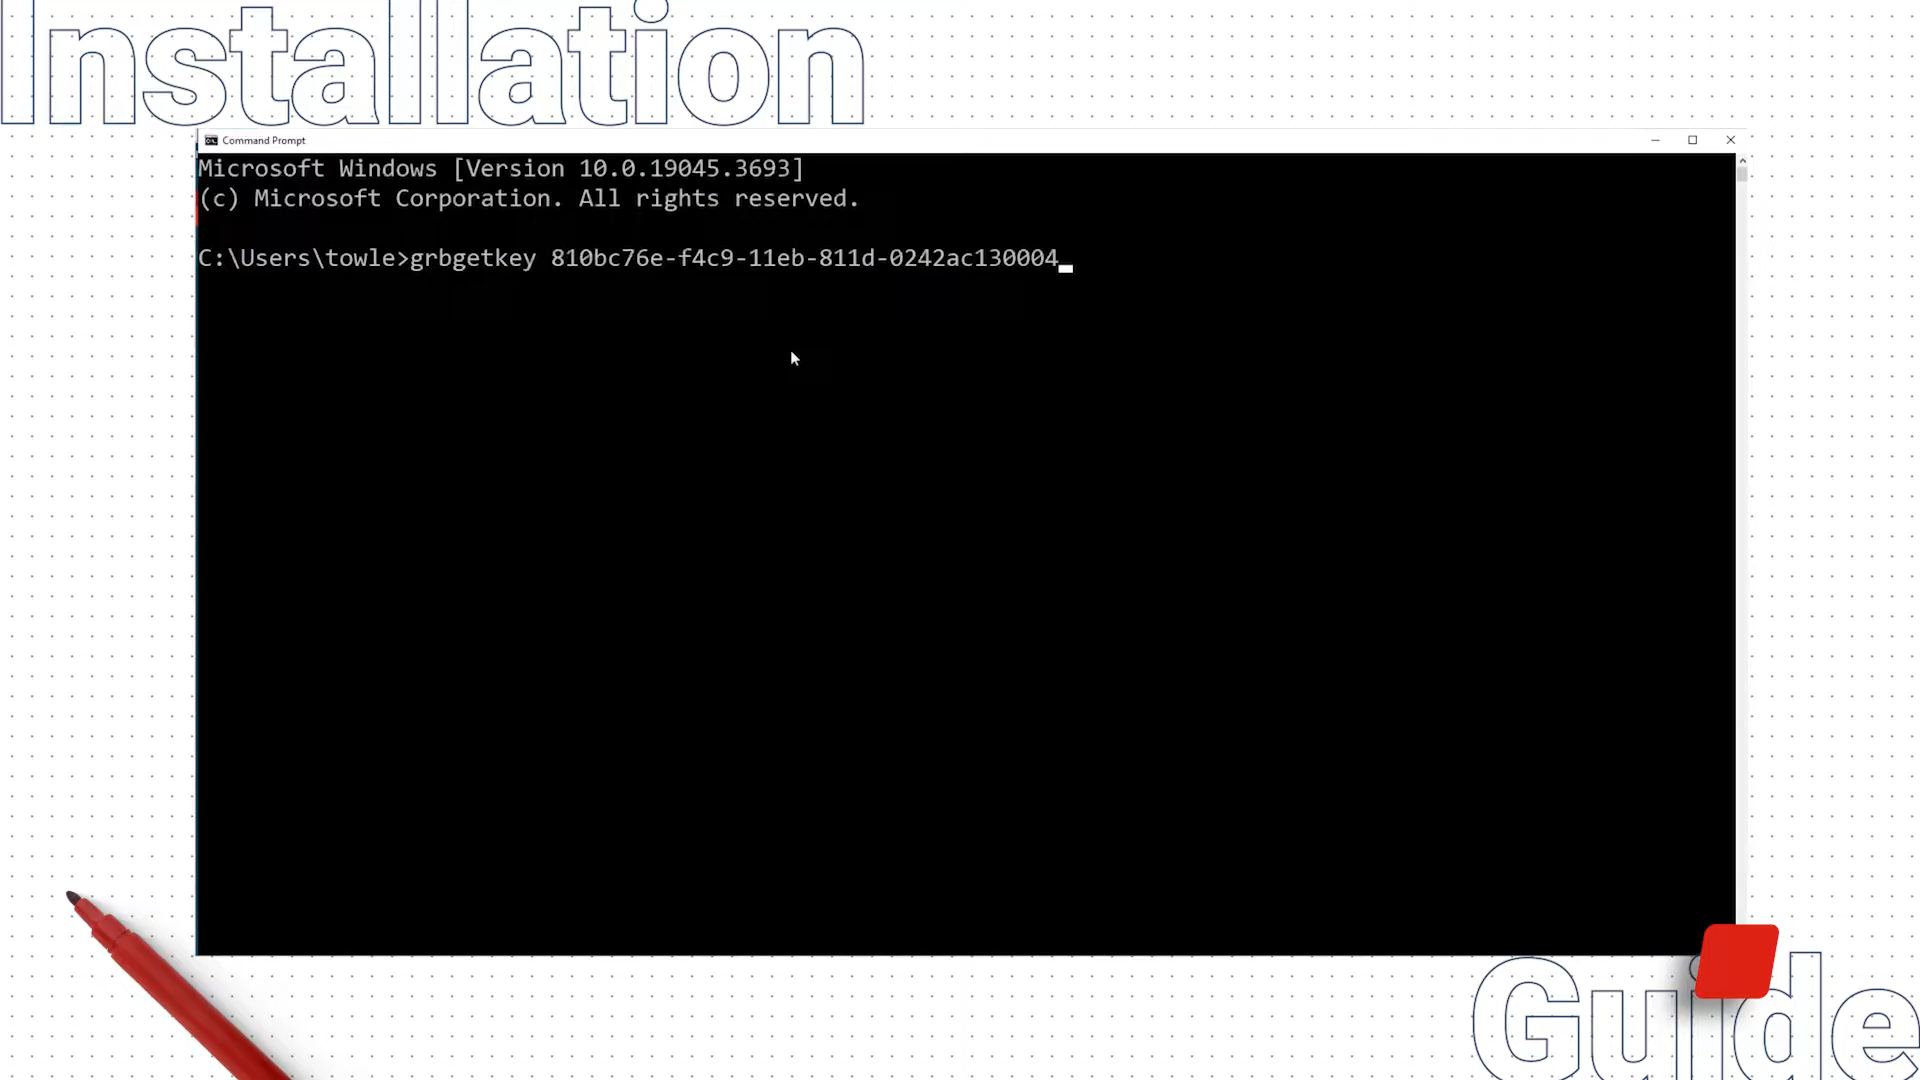 Installation
Command Prompt
Microsoft Windows [Version 10.0.19045.3693]
(c) Microsoft Corporation. All rights reserved.
C:\Users\towle>grbgetkey 810bc76e-f4c9-11eb-811d-0242ac130004
Guide